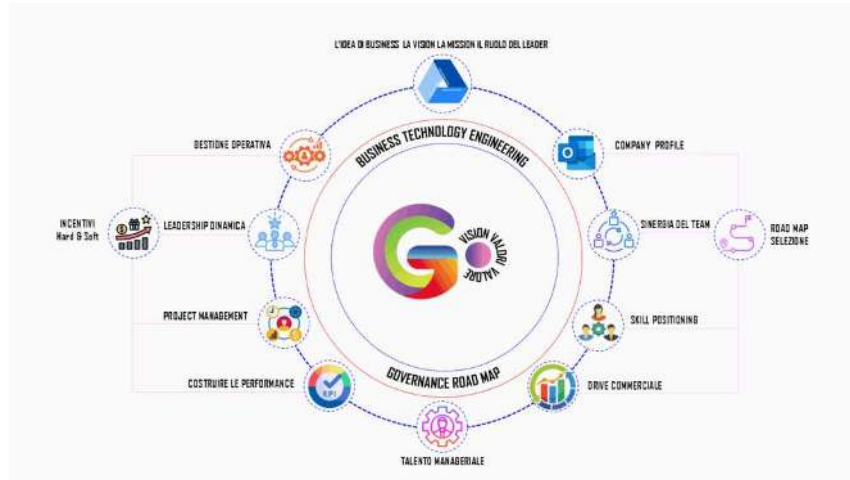 L'IDEA DI BUSINESS LA VISION LA MISSION IL RUOLO DEL LEADER
GESTIONE OPERATIVA
BUSINESS TECHNOLOGY ENGINEERING
COMPANY PROFILE
INCENTIVI
Hard & Soft
LEADERSHIP DINAMICA
GO
VISION VALORI VALORE
SINERGIA DEL TEAM
ROAD MAP
SELEZIONE
PROJECT MANAGEMENT
SKILL POSITIONING
COSTRUIRE LE PERFORMANCE
KPI
GOVERNANCE ROAD MAP
DRIVE COMMERCIALE
TALENTO MANAGERIALE